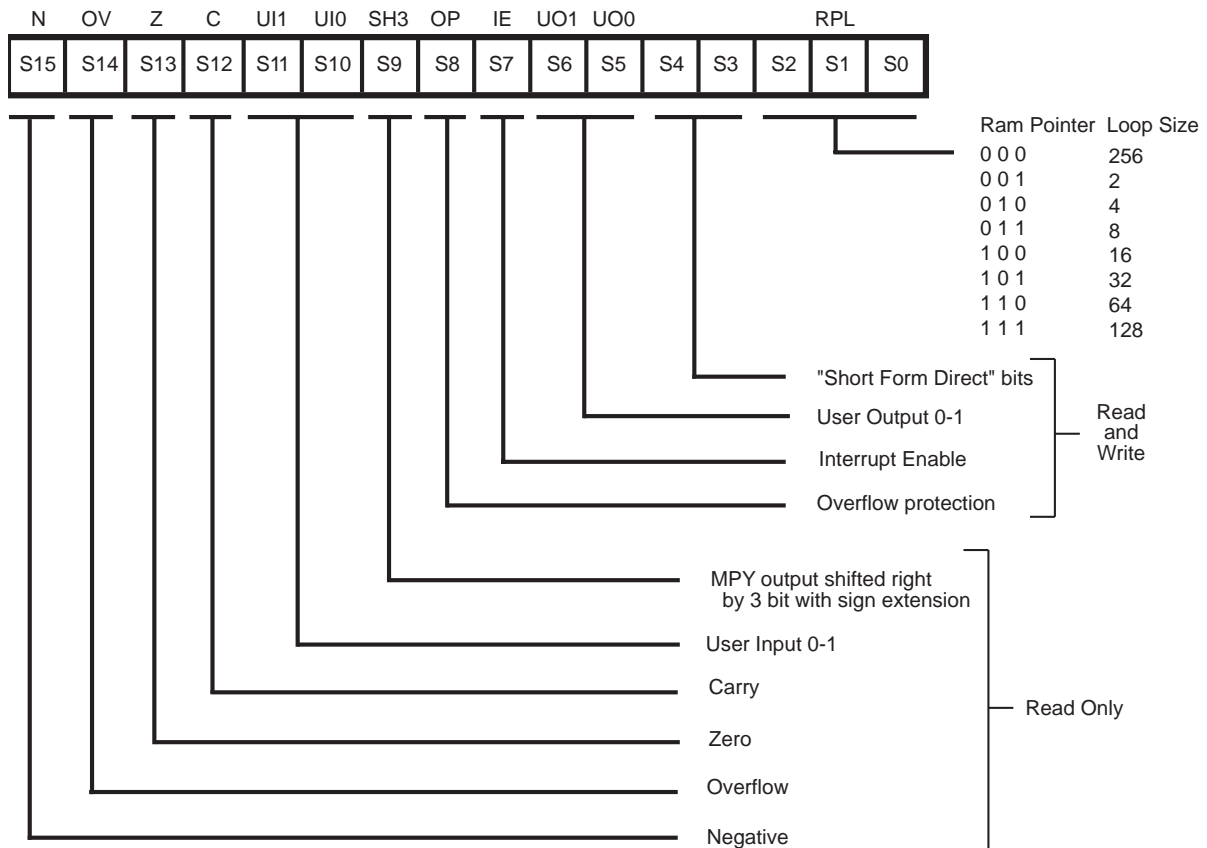 N OV Z C UI1 UI0 SH3 OP IE UO1 UO0 RPL
S15 S14 S13 S12 S11 S10 S9 S8 S7 S6 S5 S4 S3 S2 S1 S0
Ram Pointer Loop Size
0 0 0 256
0 0 1 2
0 1 0 4
0 1 1 8
1 0 0 16
1 0 1 32
1 1 0 64
1 1 1 128
"Short Form Direct" bits
User Output 0-1
Interrupt Enable
Overflow protection
Read
and
Write
MPY output shifted right
by 3 bit with sign extension
User Input 0-1
Carry
Zero
Overflow
Negative
Read Only